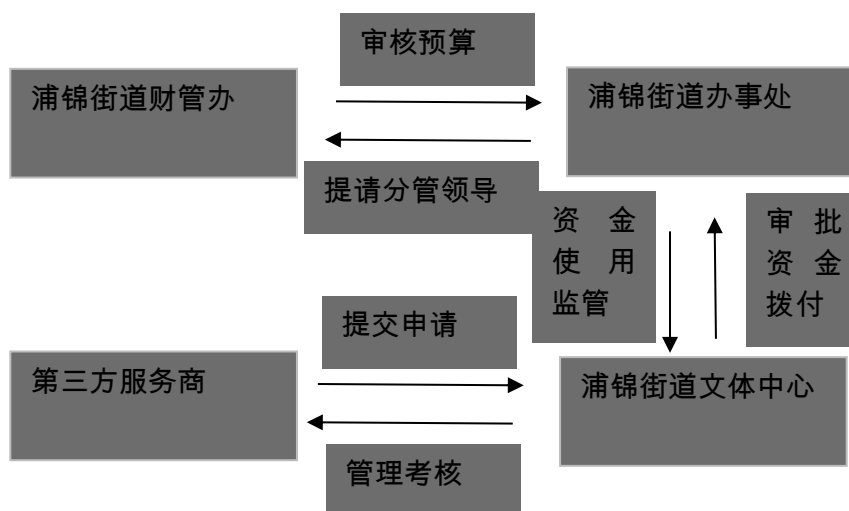 审核预算
浦锦街道财管办
浦锦街道办事处
提请分管领导
资金
使用
监管
审批
资金
拨付
提交申请
第三方服务商
浦锦街道文体中心
管理考核